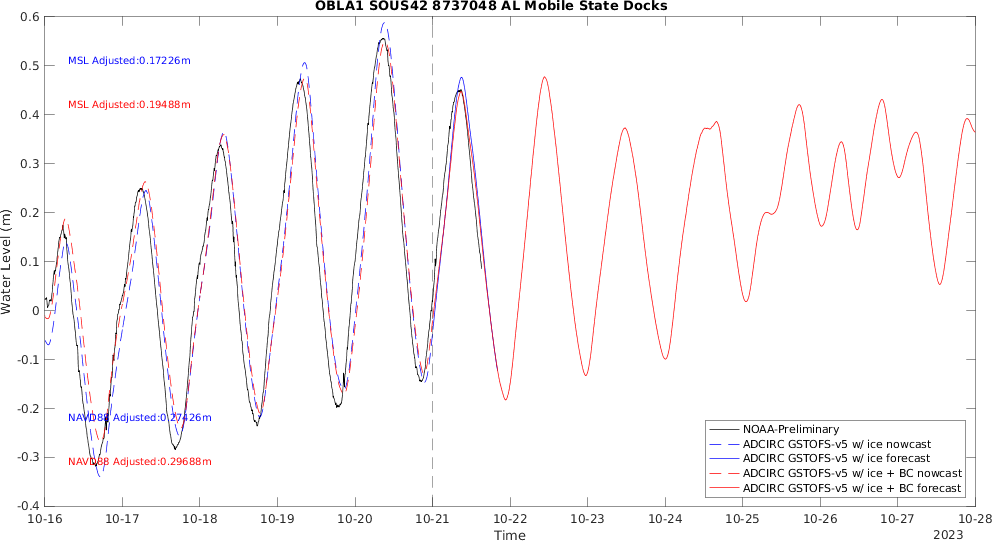 OBLA1 SOUS42 8737048 AL Mobile State Docks
0.6
0.5
0.4
0.3
0.2
0.1
0
-0.1
-0.2
-0.3
-0.4
Water Level (m)
MSL Adjusted:0.17226m
MSL Adjusted:0.19488m
NAVD88 Adjusted:0.27426m
NAVD88 Adjusted:0.29688m
NOAA-Preliminary
ADCIRC GSTOFS-v5 w/ ice nowcast
ADCIRC GSTOFS-v5 w/ ice forecast
ADCIRC GSTOFS-v5 w/ ice + BC nowcast
ADCIRC GSTOFS-v5 w/ ice + BC forecast
10-16 10-17 10-18 10-19 10-20 10-21 10-22 10-23 10-24 10-25 10-26 10-27 10-28
Time
2023